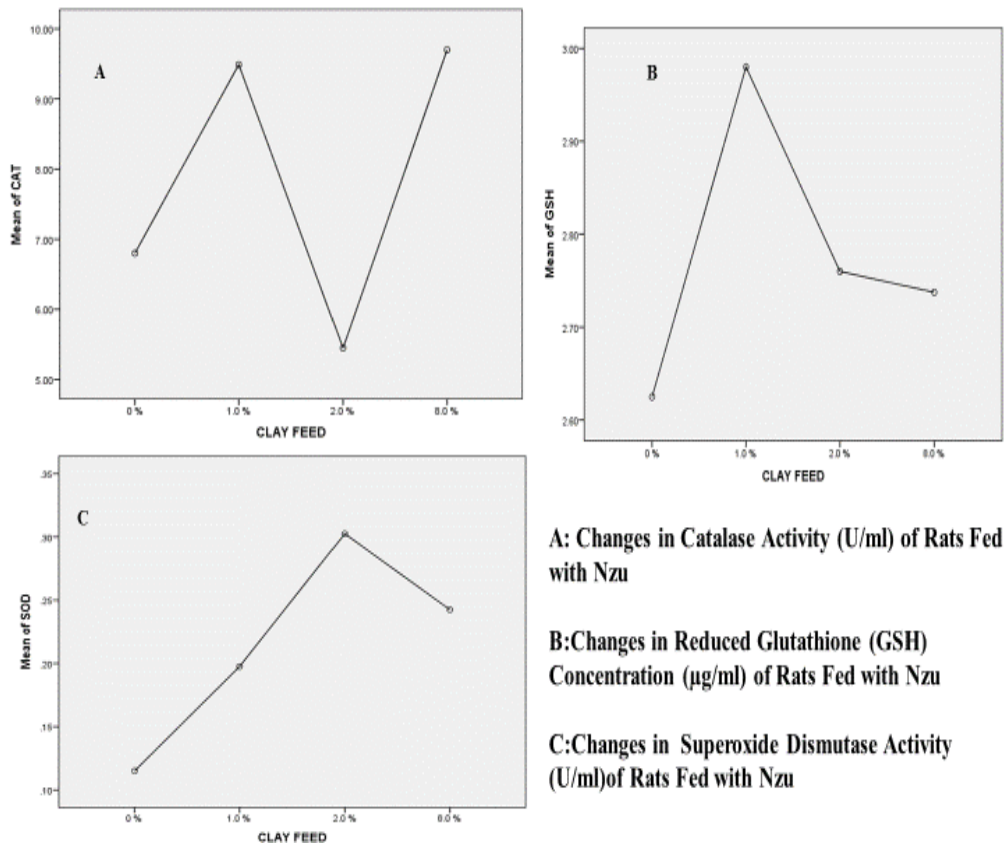 A
10.00
9.00
8.00
7.00
6.00
5.00
Mean of CAT
0 %
1.0 %
2.0 %
8.0 %
CLAY FEED
B
3.00
2.90
2.80
2.70
2.60
Mean of GSH
0 %
1.0 %
2.0 %
8.0 %
CLAY FEED
C
.35
.30
.25
.20
.15
.10
Mean of SOD
0 %
1.0 %
2.0 %
8.0 %
CLAY FEED
A: Changes in Catalase Activity (U/ml) of Rats Fed
with Nzu
B:Changes in Reduced Glutathione (GSH)
Concentration (µg/ml) of Rats Fed with Nzu
C:Changes in Superoxide Dismutase Activity
(U/ml)of Rats Fed with Nzu